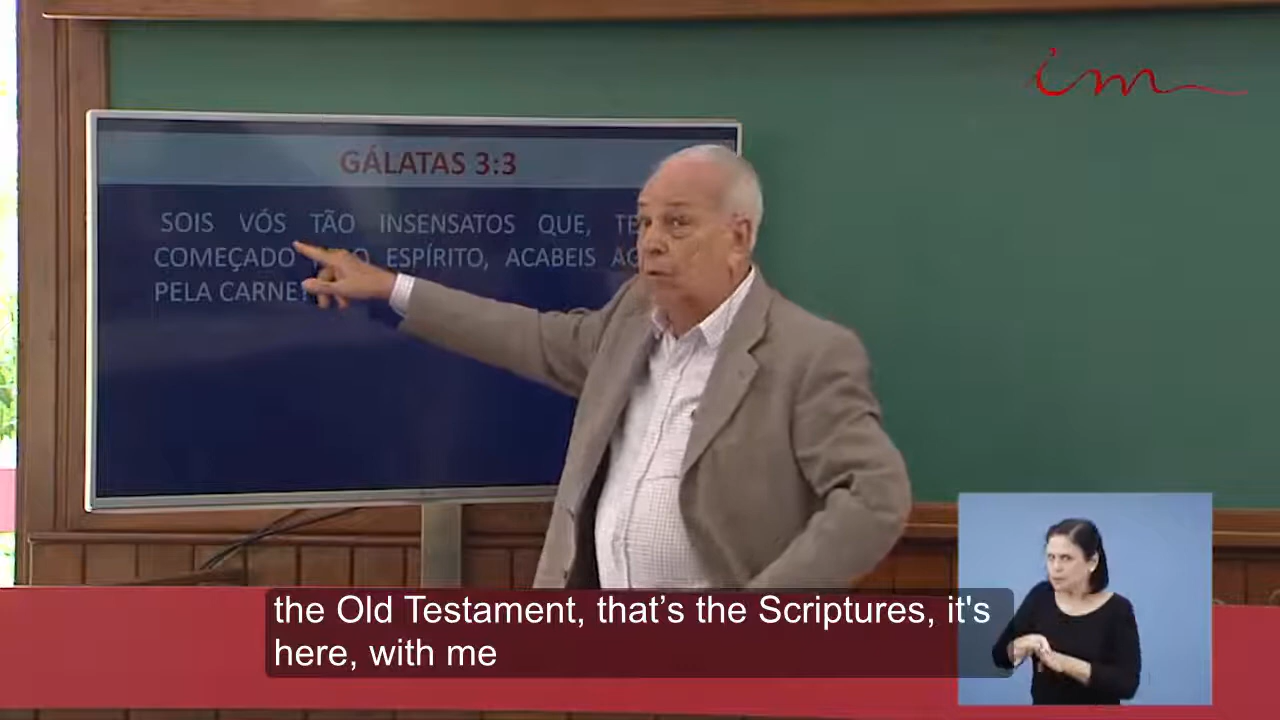 im
GÁLATAS 3:3
SOIS VÓS TÃO INSENSATOS QUE,
COMEÇADO ESPÍRITO, ACABEIS
PELA CARNE?
the Old Testament, that’s the Scriptures, it's
here, with me